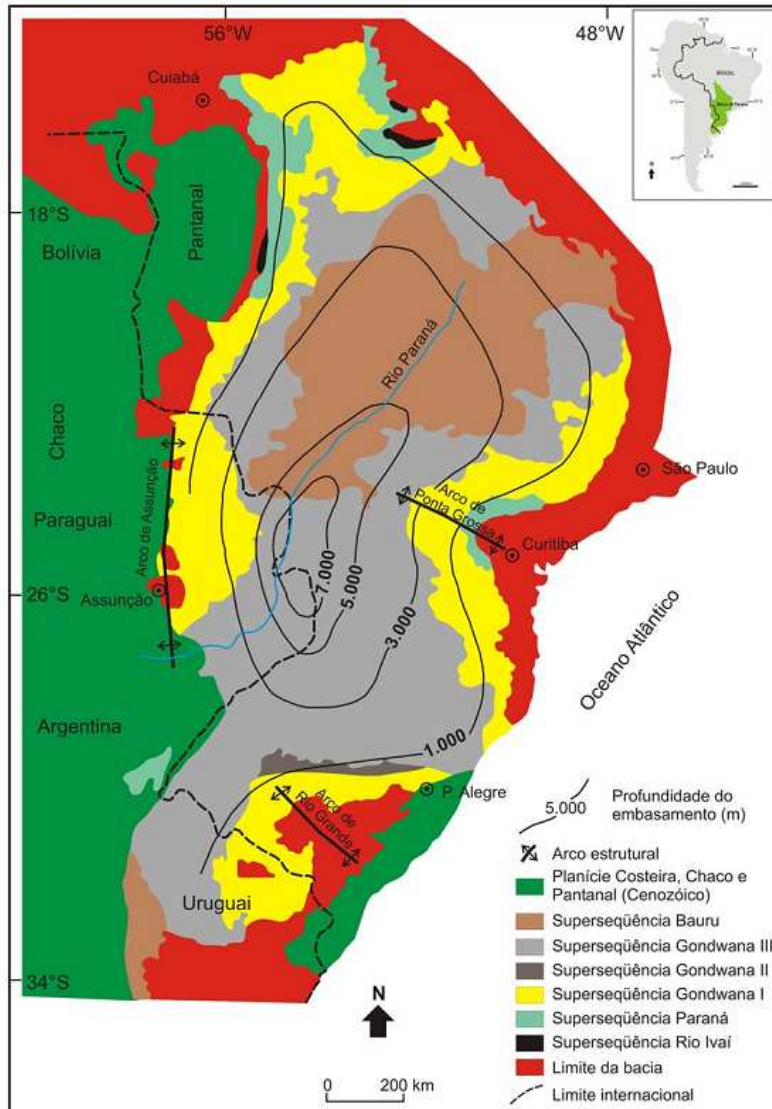 56°W
48°W
BRASIL
Cuiabá
18°S
Bolívia
Pantanal
Rio Paraná
Chaco
São Paulo
Arco de
Ponta Grossa
Curitiba
Arco de Assunção
Paraguai
7.000
5.000
3.000
26°S
Assunção
Oceano Atlântico
Argentina
1.000
P. Alegre
Arco de
Rio Grande
Uruguai
34°S
N
0 200 km
5.000
Profundidade do
embasamento (m)
Arco estrutural
Planície Costeira, Chaco e
Pantanal (Cenozóico)
Superseqüência Bauru
Superseqüência Gondwana III
Superseqüência Gondwana II
Superseqüência Gondwana I
Superseqüência Paraná
Superseqüência Rio Ivaí
Limite da bacia
Limite internacional